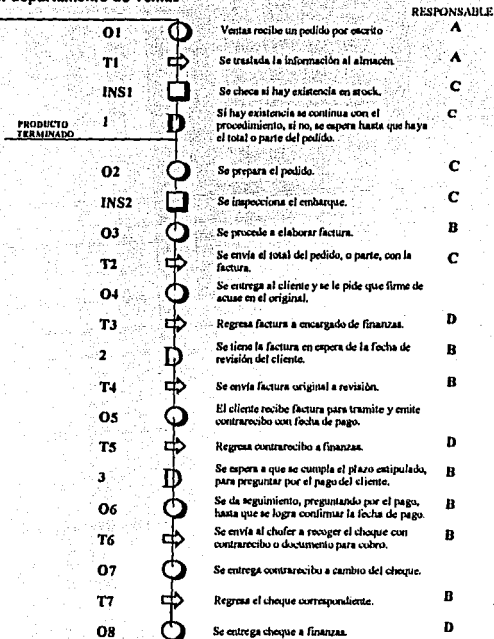 departamento de ventas
RESPONSABLE
O1 Ventas recibe un pedido por escrito A
T1 Se traslada la información al almacén. A
INS1 Se checa si hay existencia en stock. C
PRODUCTO TERMINADO
1 D Si hay existencia se continua con el C
procedimiento, si no, se espera hasta que haya
el total o parte del pedido.
O2 Se prepara el pedido. C
INS2 Se inspecciona el embarque. C
O3 Se procede a elaborar factura. B
T2 Se envía el total del pedido, o parte, con la C
factura.
O4 Se entrega al cliente y se le pide que firme de
acuse en el original.
T3 Regresa factura a encargado de finanzas. D
2 D Se tiene la factura en espera de la fecha de B
revisión del cliente.
T4 Se envía factura original a revisión. B
O5 El cliente recibe factura para tramite y emite
contrarecibo con fecha de pago.
T5 Regresa contrarecibo a finanzas. D
3 D Se espera a que se cumpla el plazo estipulado, B
para preguntar por el pago del cliente.
O6 Se da seguimiento, preguntando por el pago, B
hasta que se logra confirmar la fecha de pago.
T6 Se envía al chofer a recoger el cheque con B
contrarecibo o documento para cobro.
O7 Se entrega contrarecibo a cambio del cheque.
T7 Regresa el cheque correspondiente. B
O8 Se entrega cheque a finanzas. D